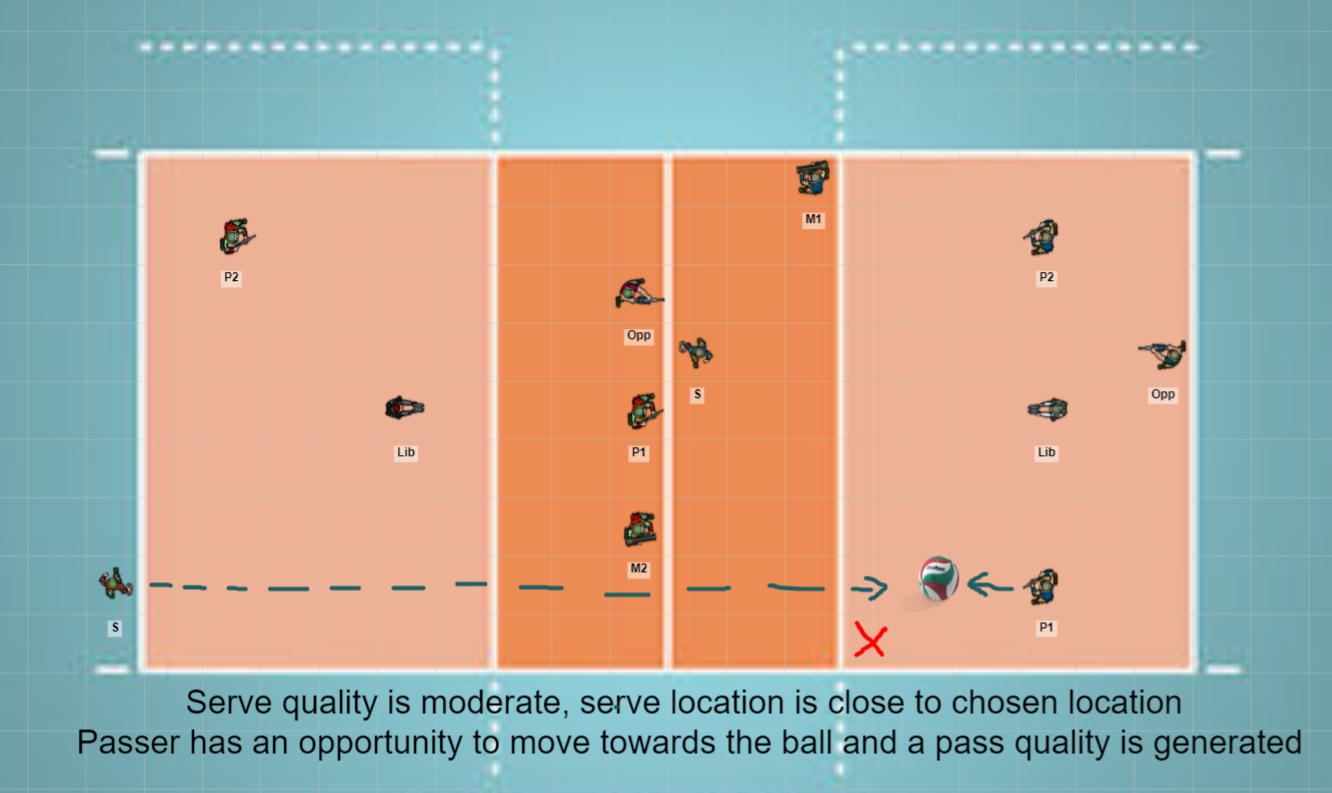 M1
P2
P2
Opp
S
Opp
Lib
P1
Lib
M2
S
P1
Serve quality is moderate, serve location is close to chosen location
Passer has an opportunity to move towards the ball and a pass quality is generated